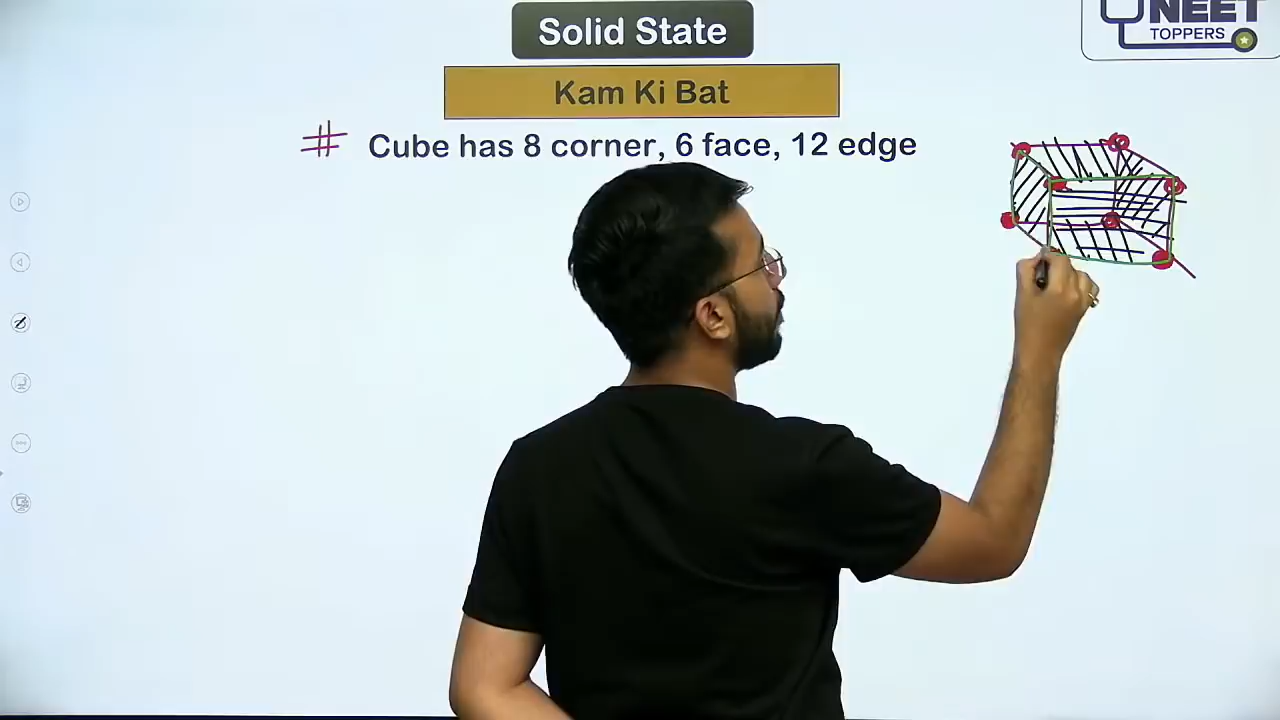 Solid State
NEET
TOPPERS
Kam Ki Bat
# Cube has 8 corner, 6 face, 12 edge